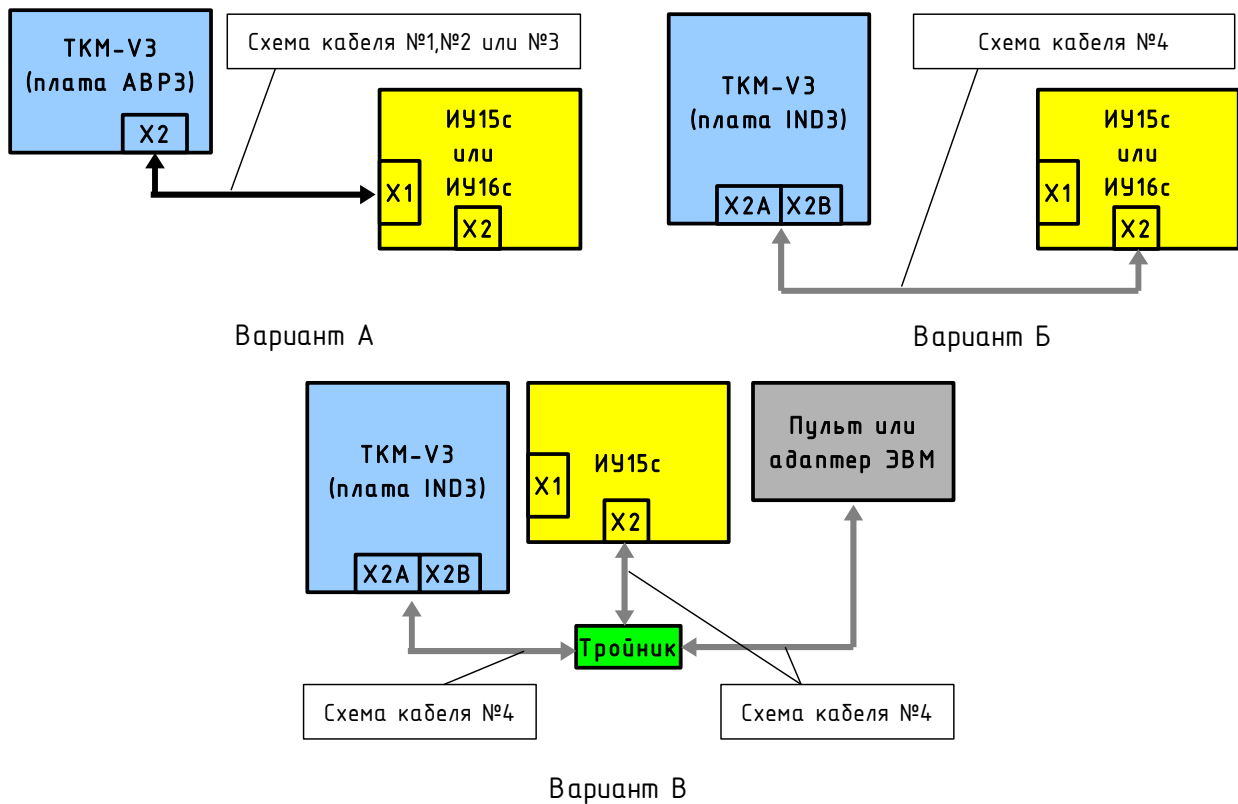 ТКМ-V3
(плата АВР3)
X2
Схема кабеля №1,№2 или №3
ИУ15с
или
ИУ16с
X1
X2
Вариант А
ТКМ-V3
(плата IND3)
X2A X2B
Схема кабеля №4
ИУ15с
или
ИУ16с
X1
X2
Вариант Б
ТКМ-V3
(плата IND3)
X2A X2B
ИУ15с
X1
X2
Пульт или
адаптер ЭВМ
Тройник
Схема кабеля №4
Схема кабеля №4
Вариант В